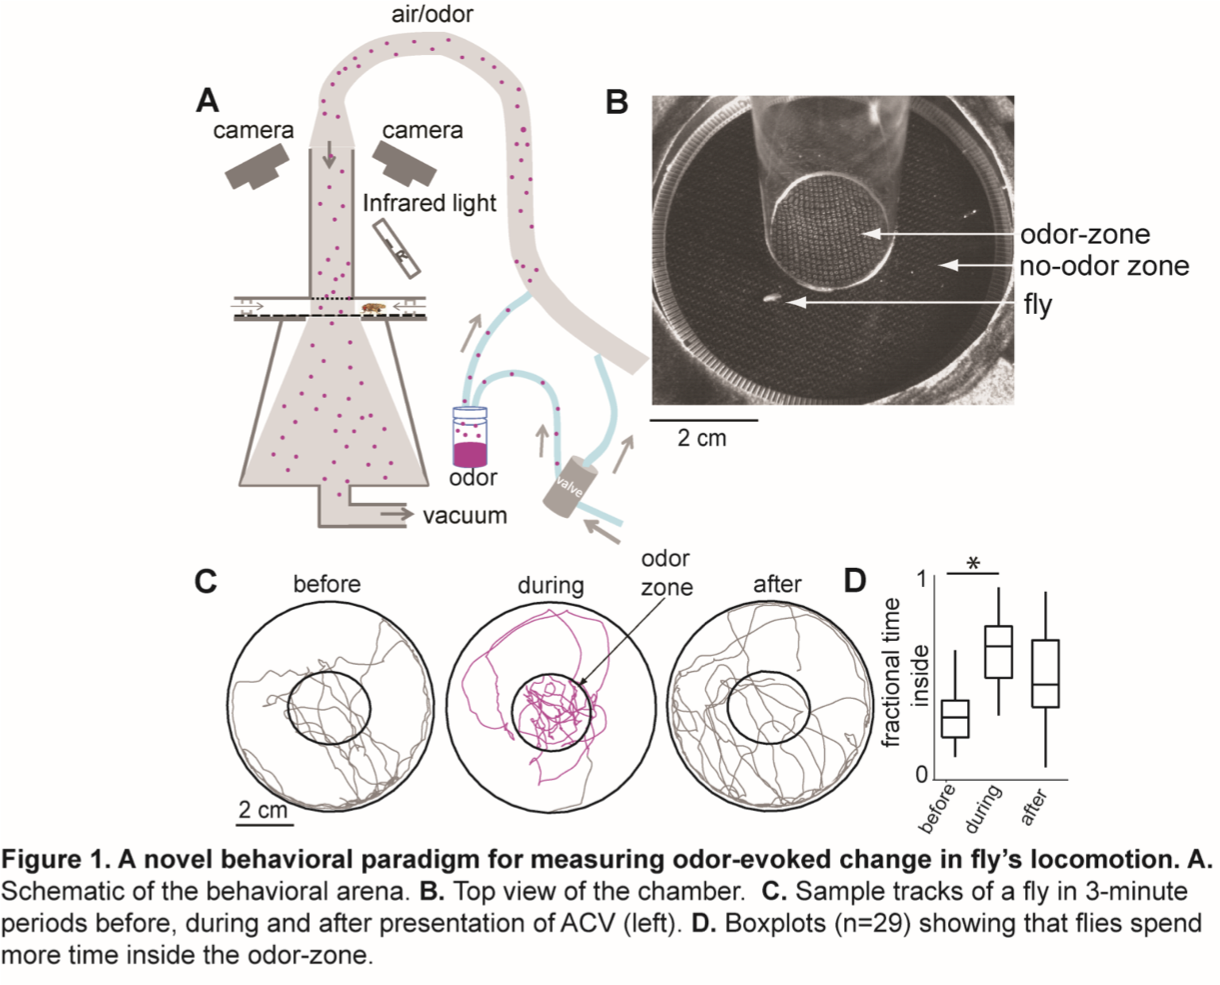 air/odor
A
camera
camera
Infrared light
IR
odor
valve
vacuum
B
odor-zone
no-odor zone
fly
2 cm
C
before
during
odor
zone
after
2 cm
D
1
*
fractional time
inside
0
before
during
after
Figure 1. A novel behavioral paradigm for measuring odor-evoked change in fly's locomotion. A.
Schematic of the behavioral arena. B. Top view of the chamber. C. Sample tracks of a fly in 3-minute
periods before, during and after presentation of ACV (left). D. Boxplots (n=29) showing that flies spend
more time inside the odor-zone.